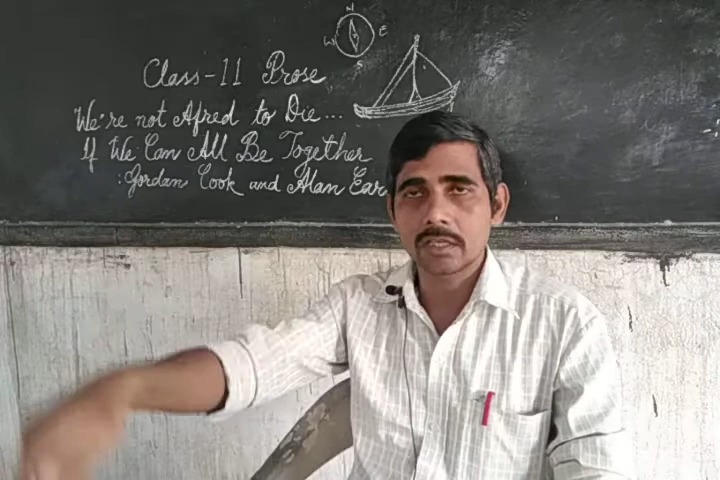 N
W E
S
Class-11 Prose
We're not Afred to Die...
If We Can All Be Together
:Gordan Cook and Alan Ear